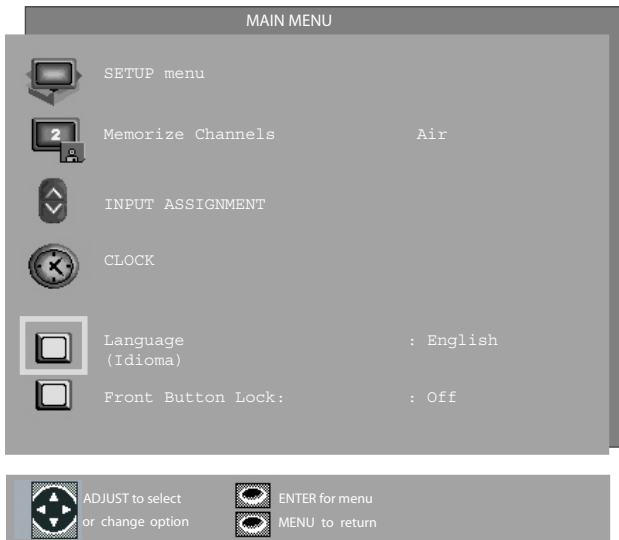 MAIN MENU
SETUP menu
2
Memorize Channels Air
INPUT ASSIGNMENT
CLOCK
Language : English
(Idioma)
Front Button Lock: : Off
ADJUST to select
or change option
ENTER for menu
MENU to return